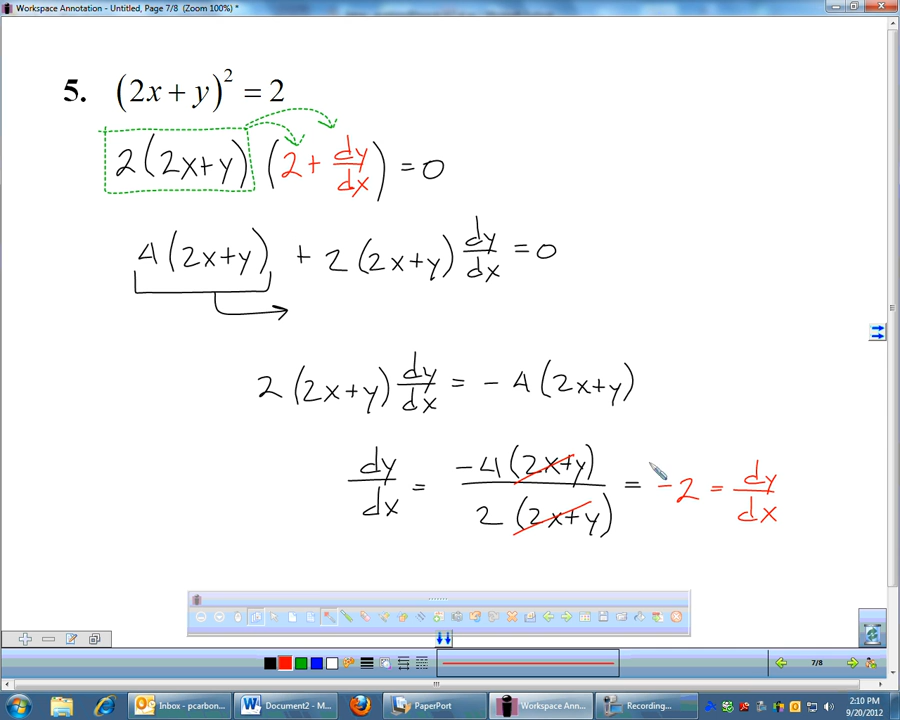 Workspace Annotation - Untitled, Page 7/8 (Zoom 100%) *
5. (2x + y)² = 2
2(2x+y) (2 + dy/dx) = 0
4(2x+y) + 2(2x+y) dy/dx = 0
2(2x+y) dy/dx = -4(2x+y)
dy/dx = -4(2x+y) / 2(2x+y) = -2 = dy/dx
7/8
Inbox - pcarbon...
Document2 - M...
PaperPort
Workspace Ann...
Recording...
2:10 PM
9/20/2012